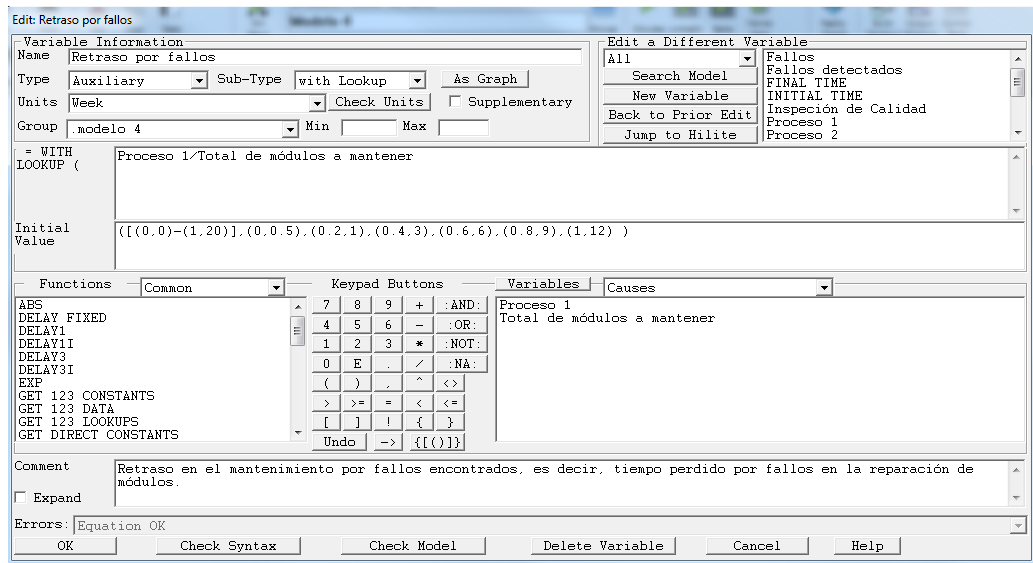 Edit: Retraso por fallos
Variable Information
Name Retraso por fallos
Type Auxiliary Sub-Type with Lookup As Graph
Units Week Check Units Supplementary
Group .modelo 4 Min Max
Edit a Different Variable
All
Search Model
New Variable
Back to Prior Edit
Jump to Hilite
Fallos
Fallos detectados
FINAL TIME
INITIAL TIME
Inspección de Calidad
Proceso 1
Proceso 2
= WITH
LOOKUP (
Proceso 1/Total de módulos a mantener
Initial
Value
([(0,0)-(1,20)],(0,0.5),(0.2,1),(0.4,3),(0.6,6),(0.8,9),(1,12) )
Functions Common
ABS
DELAY FIXED
DELAY1
DELAY1I
DELAY3
DELAY3I
EXP
GET 123 CONSTANTS
GET 123 DATA
GET 123 LOOKUPS
GET DIRECT CONSTANTS
Keypad Buttons
7 8 9 + :AND:
4 5 6 - :OR:
1 2 3 * :NOT:
0 E . / :NA:
( ) , ^ <>
> >= = < <=
[ ] ! { }
Undo -> {[()]}
Variables Causes
Proceso 1
Total de módulos a mantener
Comment
Expand
Retraso en el mantenimiento por fallos encontrados, es decir, tiempo perdido por fallos en la reparación de
módulos.
Errors: Equation OK
OK Check Syntax Check Model Delete Variable Cancel Help